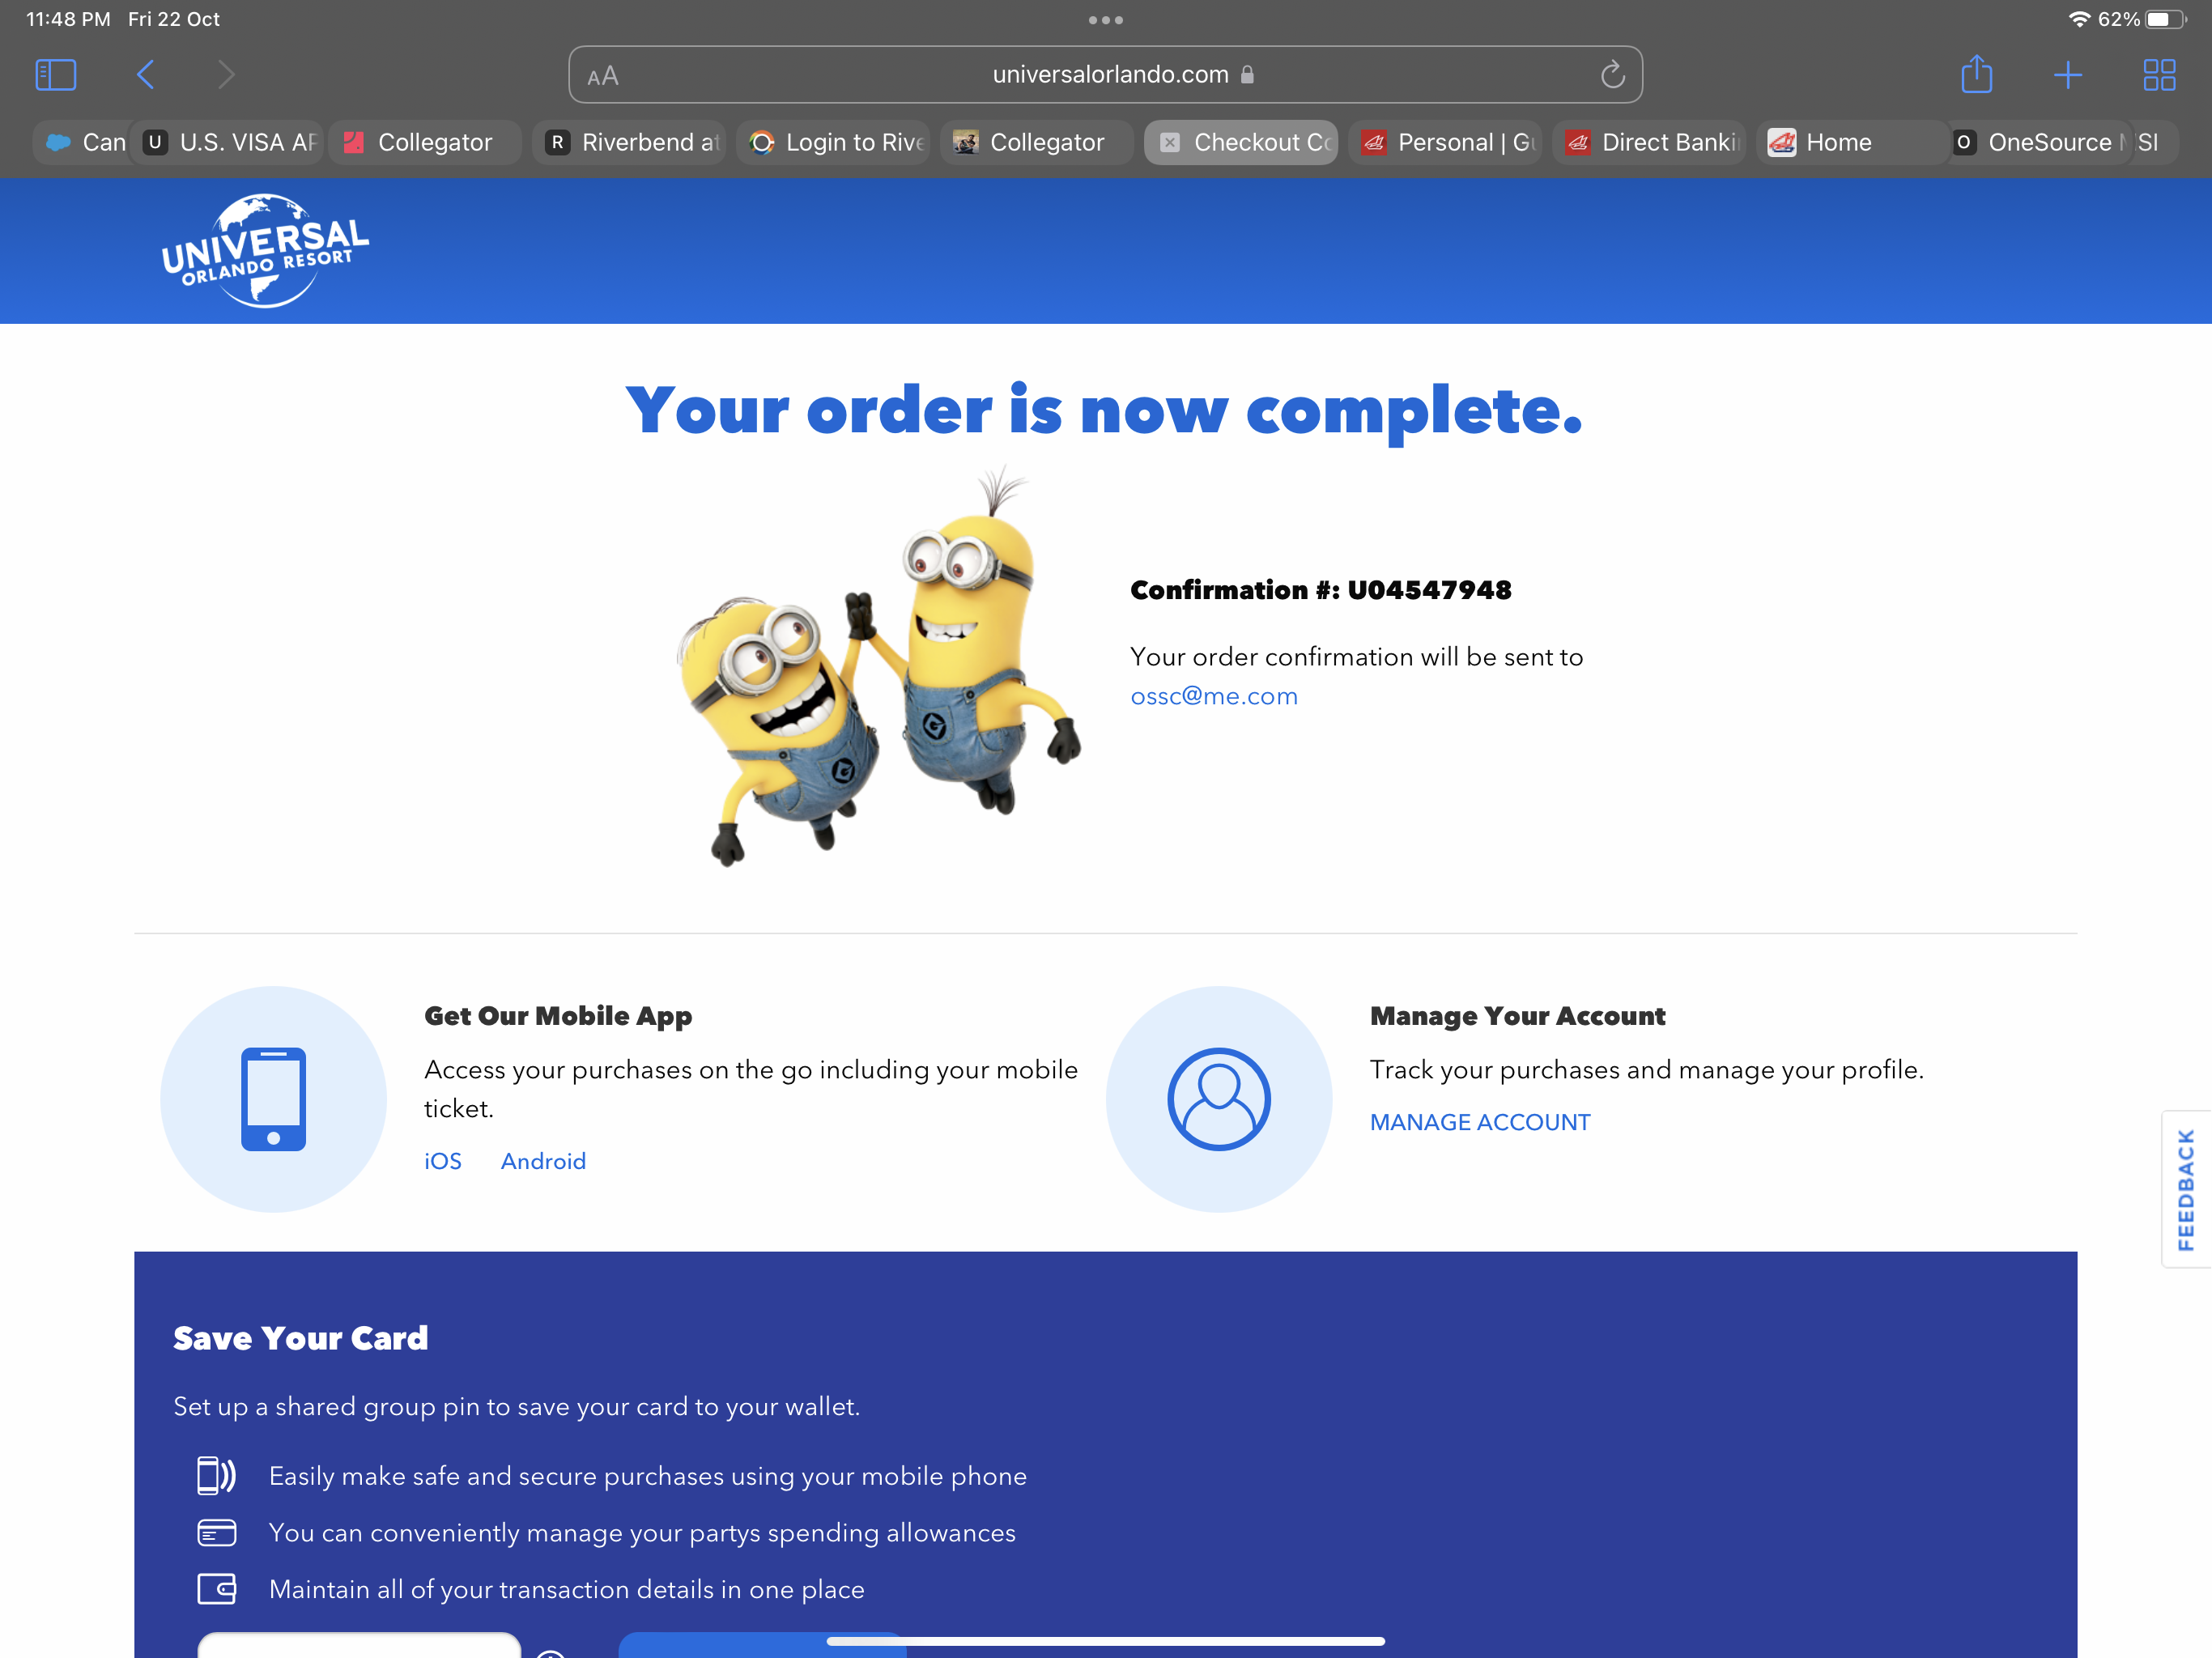 11:48 PM Fri 22 Oct
62%
AA
universalorlando.com
Can
U U.S. VISA AP
Collegator
R Riverbend at
Login to Rive
Collegator
Checkout Co
Personal | Gu
Direct Banki
Home
O OneSource
SI
UNIVERSAL
ORLANDO RESORT
Your order is now complete.
Confirmation #: U04547948
Your order confirmation will be sent to
ossc@me.com
Get Our Mobile App
Access your purchases on the go including your mobile
ticket.
iOS Android
Manage Your Account
Track your purchases and manage your profile.
MANAGE ACCOUNT
FEEDBACK
Save Your Card
Set up a shared group pin to save your card to your wallet.
Easily make safe and secure purchases using your mobile phone
You can conveniently manage your partys spending allowances
Maintain all of your transaction details in one place